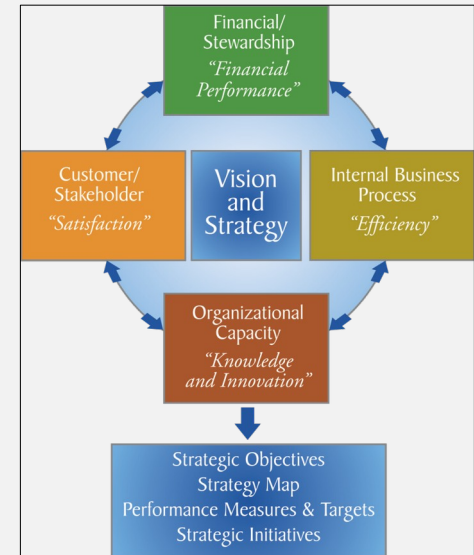 Financial/
Stewardship
“Financial
Performance”
Customer/
Stakeholder
“Satisfaction”
Vision
and
Strategy
Internal Business
Process
“Efficiency”
Organizational
Capacity
“Knowledge
and Innovation”
Strategic Objectives
Strategy Map
Performance Measures & Targets
Strategic Initiatives